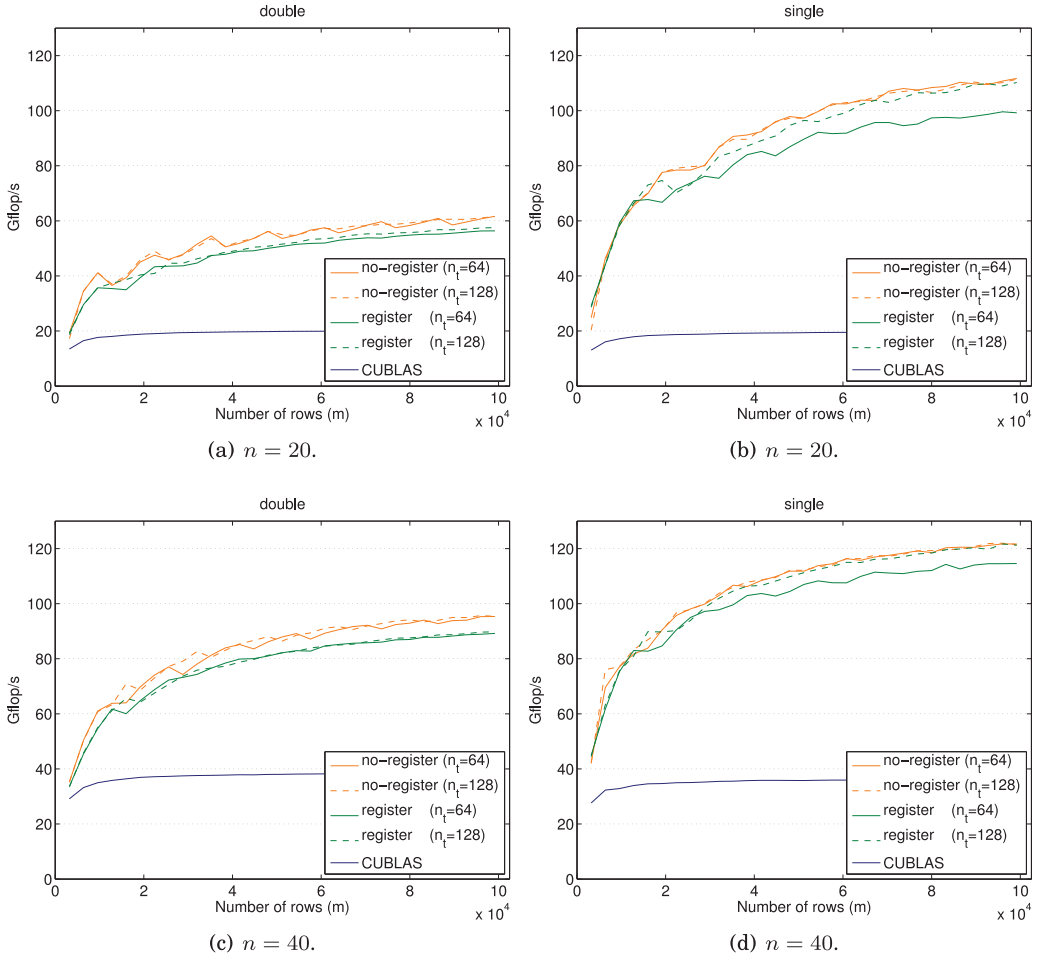 double
Gflop/s
120
100
80
60
40
20
0
0 2 4 6 8 10
Number of rows (m)
x 10^4
no-register (n_t=64)
no-register (n_t=128)
register (n_t=64)
register (n_t=128)
CUBLAS
(a) n = 20.
single
Gflop/s
120
100
80
60
40
20
0
0 2 4 6 8 10
Number of rows (m)
x 10^4
no-register (n_t=64)
no-register (n_t=128)
register (n_t=64)
register (n_t=128)
CUBLAS
(b) n = 20.
double
Gflop/s
120
100
80
60
40
20
0
0 2 4 6 8 10
Number of rows (m)
x 10^4
no-register (n_t=64)
no-register (n_t=128)
register (n_t=64)
register (n_t=128)
CUBLAS
(c) n = 40.
single
Gflop/s
120
100
80
60
40
20
0
0 2 4 6 8 10
Number of rows (m)
x 10^4
no-register (n_t=64)
no-register (n_t=128)
register (n_t=64)
register (n_t=128)
CUBLAS
(d) n = 40.